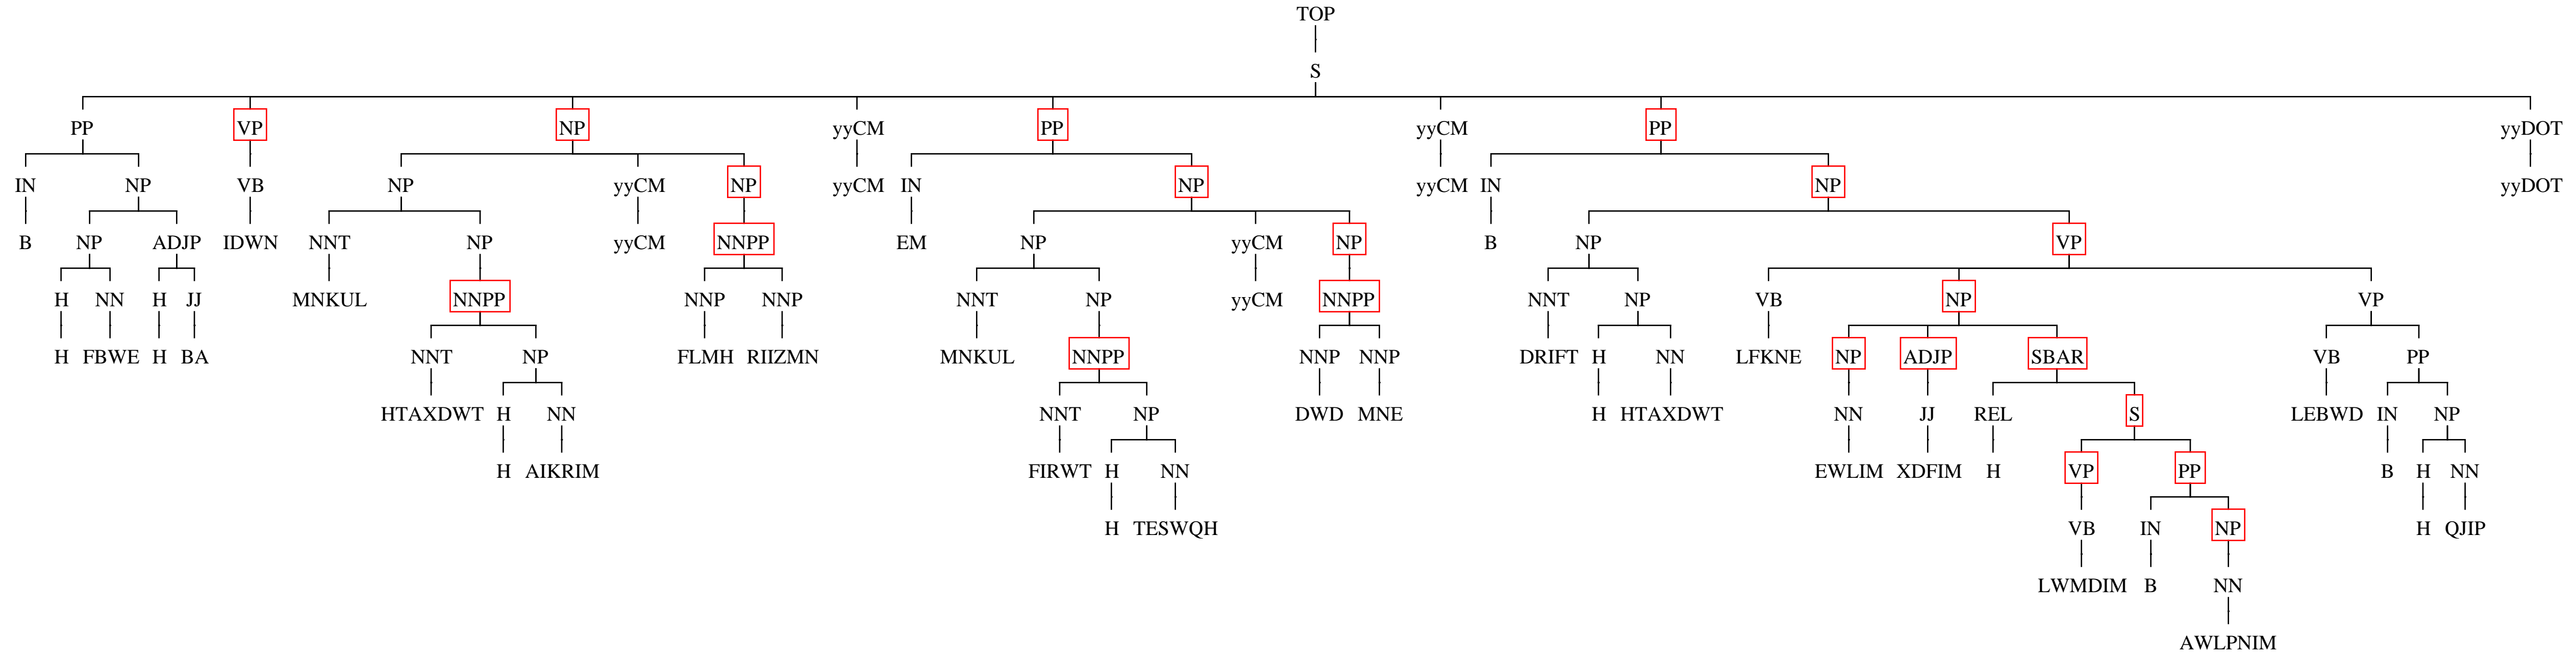 TOP
S
PP VP NP yyCM PP yyCM PP yyDOT
IN NP VB NP yyCM NP yyCM IN NP yyCM IN NP yyDOT
B NP ADJP IDWN NNT NP yyCM NNPP EM NP yyCM NP B NP VP
H NN H JJ MNKUL NNPP NNP NNP NNT NP yyCM NNPP NNT NP VB NP VP
H FBWE H BA NNT NP FLMH RIIZMN MNKUL NNPP NNP NNP DRIFT H NN LFKNE NP ADJP SBAR VB PP
HTAXDWT H NN NNT NP DWD MNE H HTAXDWT NN JJ REL S LEBWD IN NP
H AIKRIM FIRWT H NN EWLIM XDFIM H VP PP B H NN
H TESWQH VB IN NP H QJIP
LWMDIM B NN
AWLPNIM